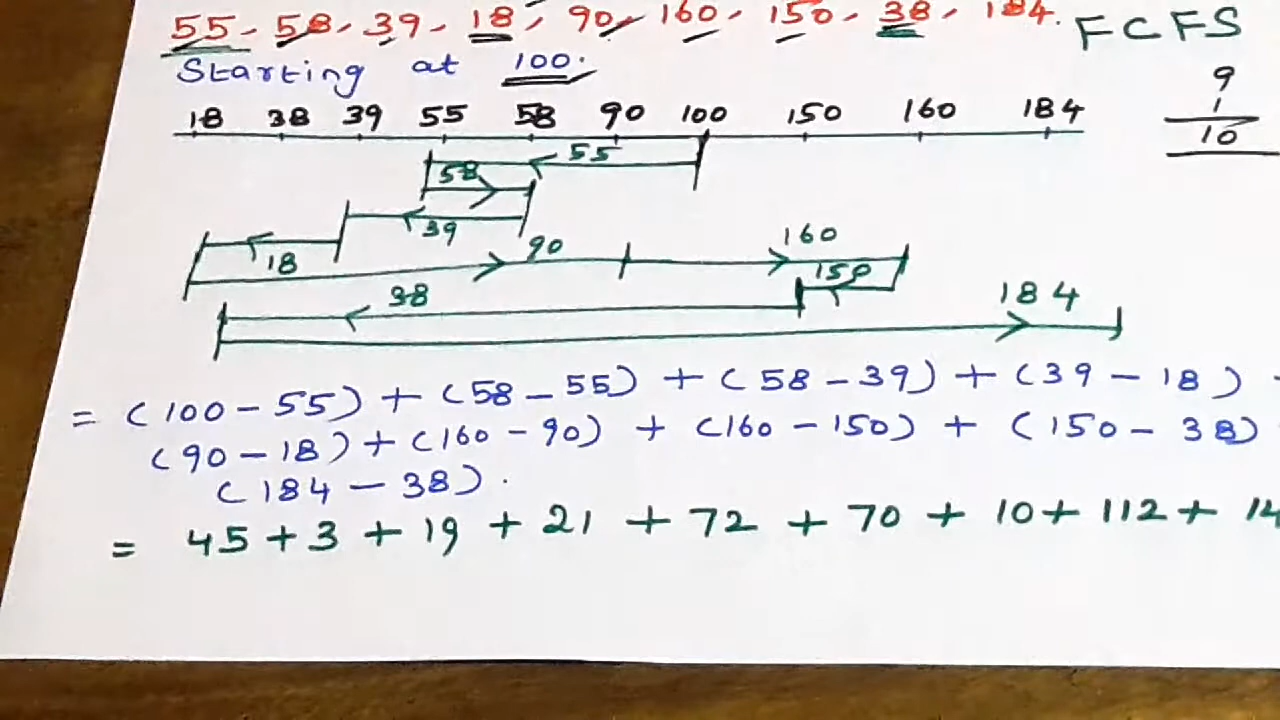 55, 58, 39, 18, 90, 160, 150, 38, 184.
FCFS
Starting at 100.
9
1
10
18 38 39 55 58 90 100 150 160 184
55
58
39
18
90
160
150
38
184
= (100 - 55) + (58 - 55) + (58 - 39) + (39 - 18)
(90 - 18) + (160 - 90) + (160 - 150) + (150 - 38)
(184 - 38).
= 45 + 3 + 19 + 21 + 72 + 70 + 10 + 112 + 14